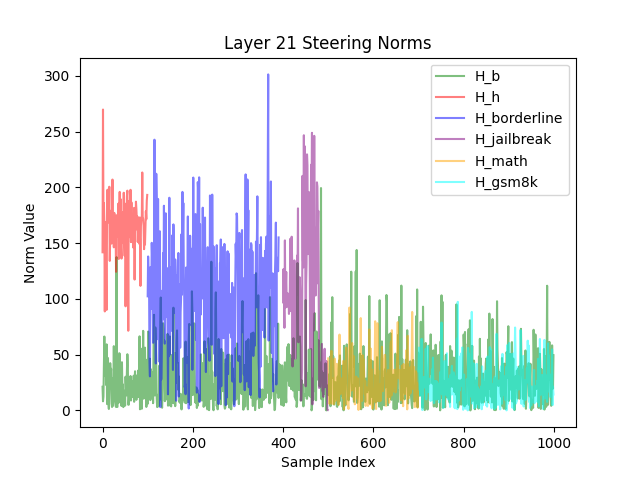 Layer 21 Steering Norms
H_b
H_h
H_borderline
H_jailbreak
H_math
H_gsm8k
Norm Value
300
250
200
150
100
50
0
0 200 400 600 800 1000
Sample Index